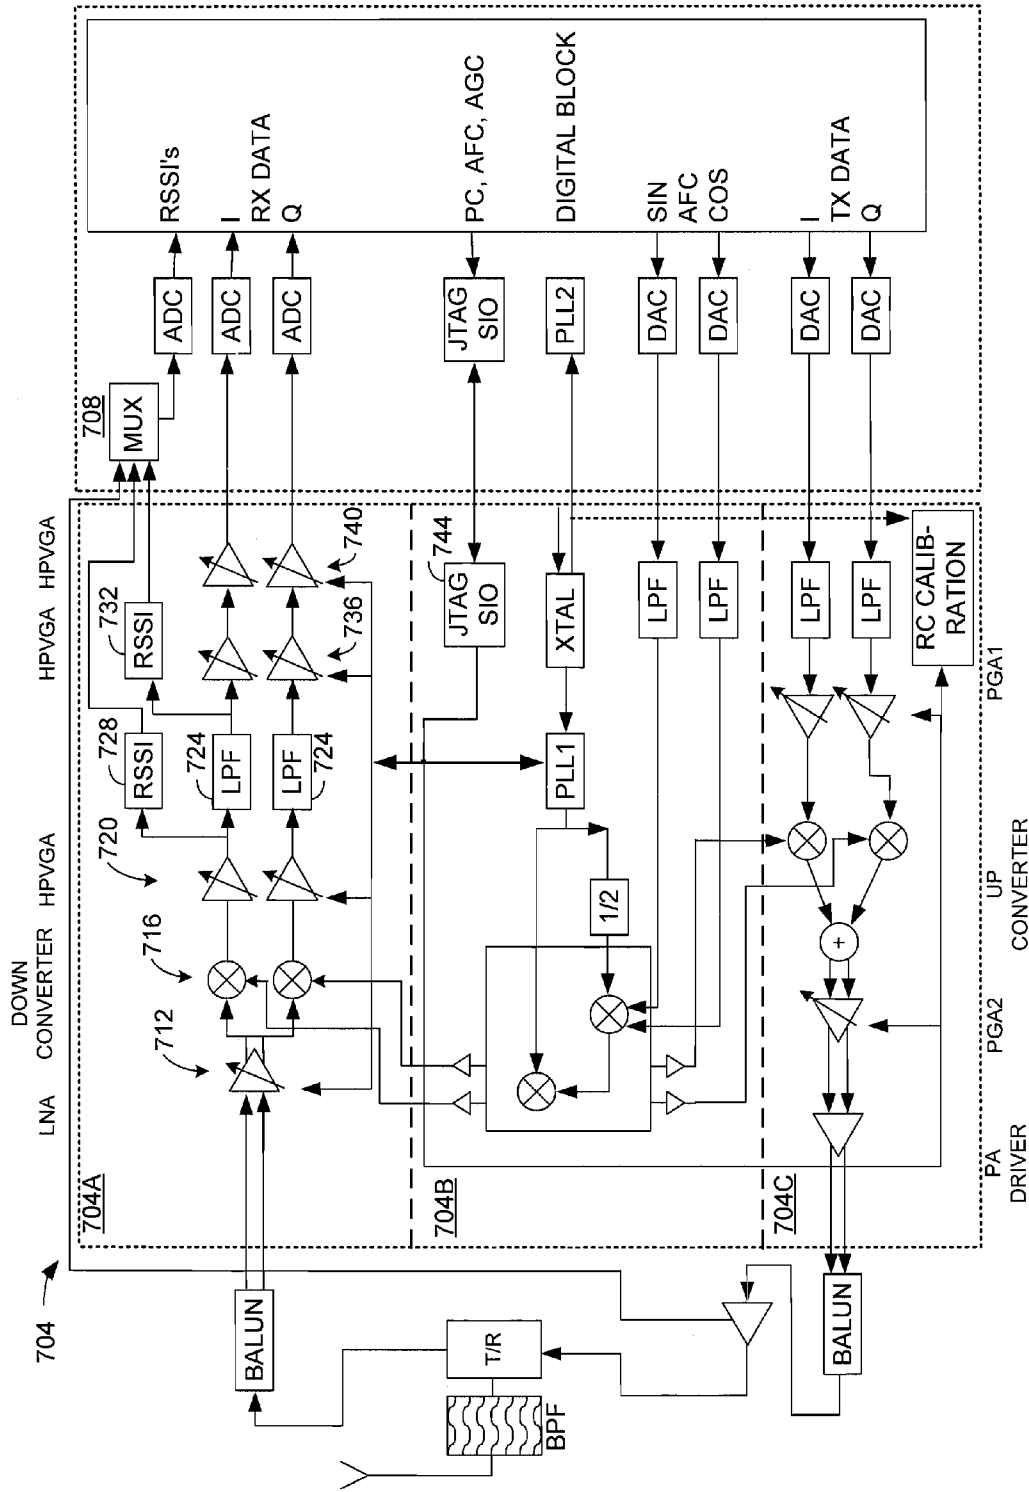 704
704A
704B
704C
LNA
DOWN
CONVERTER
HPVGA
HPVGA
HPVGA
712
716
720
728
RSSI
732
RSSI
724
LPF
LPF
724
736
740
708
MUX
ADC
RSSI's
ADC
I
RX DATA
ADC
Q
BALUN
T/R
BPF
744
JTAG
SIO
JTAG
SIO
PC, AFC, AGC
XTAL
PLL1
PLL2
DIGITAL BLOCK
1/2
LPF
DAC
SIN
AFC
LPF
DAC
COS
LPF
DAC
I
TX DATA
LPF
DAC
Q
RC CALIB-
RATION
+
BALUN
PA
DRIVER
PGA2
UP
CONVERTER
PGA1